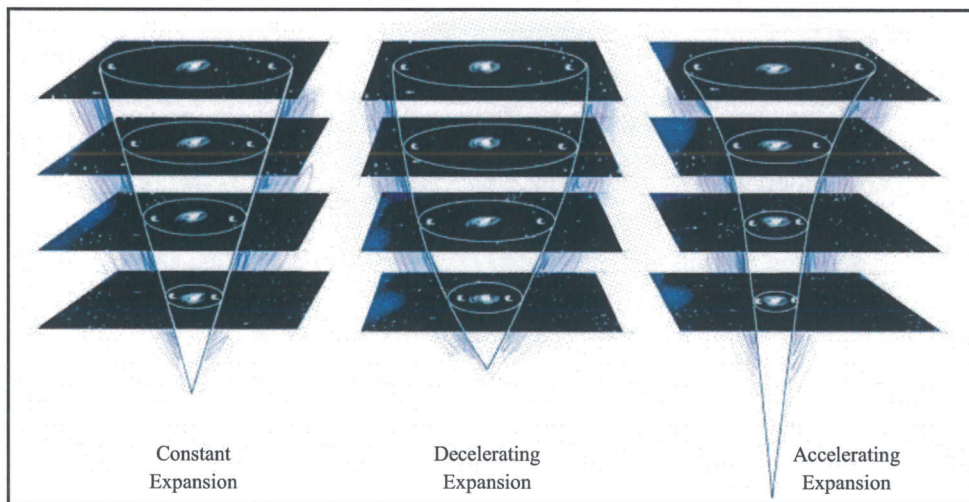 Constant
Expansion
Decelerating
Expansion
Accelerating
Expansion